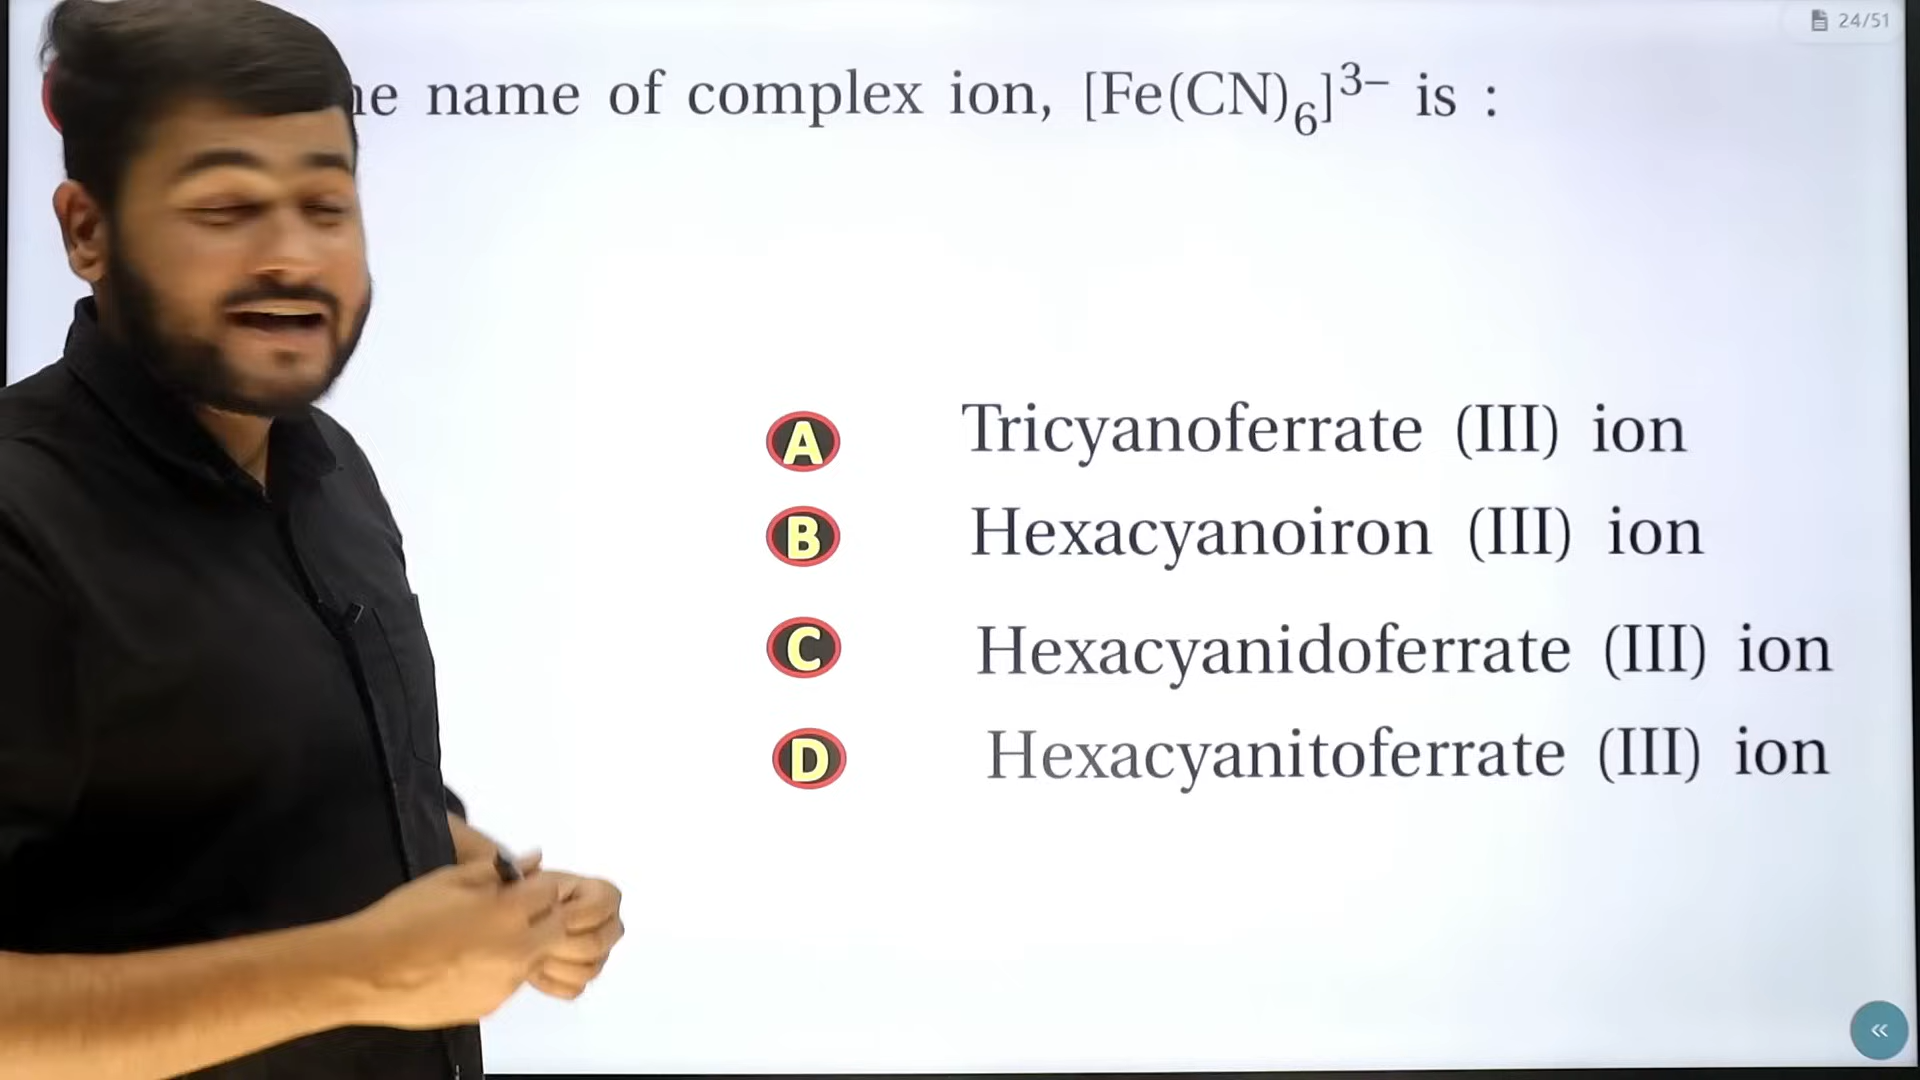 24/51
name of complex ion, [Fe(CN)₆]³⁻ is :
A Tricyanoferrate (III) ion
B Hexacyanoiron (III) ion
C Hexacyanidoferrate (III) ion
D Hexacyanitoferrate (III) ion
«